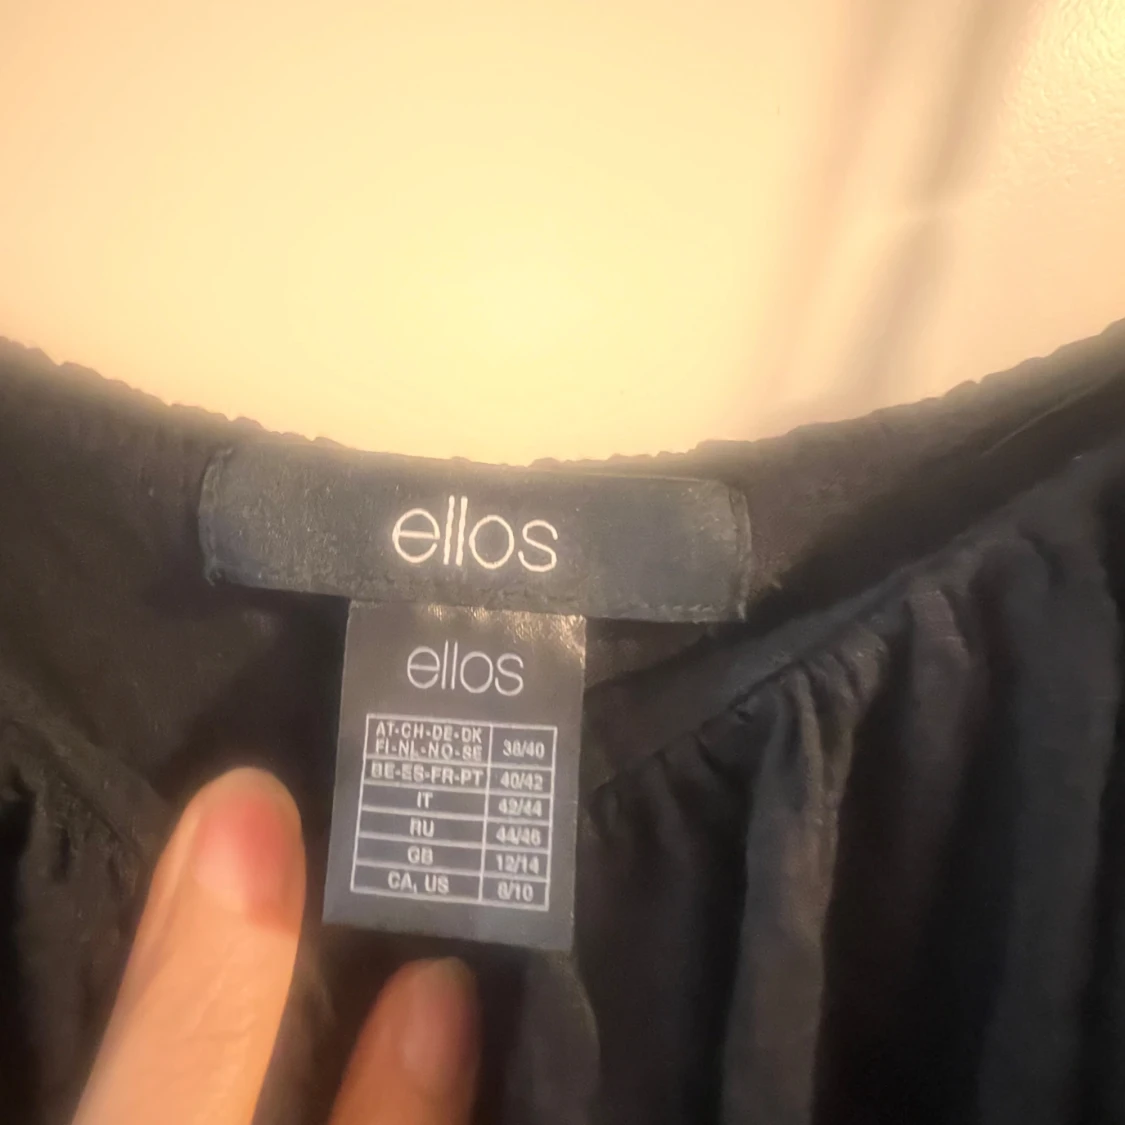 ellos
ellos
AT-CH-DE-DK
FI-NL-NO-SE 38/40
BE-ES-FR-PT 40/42
IT 42/44
RU 44/46
GB 12/14
CA, US 8/10